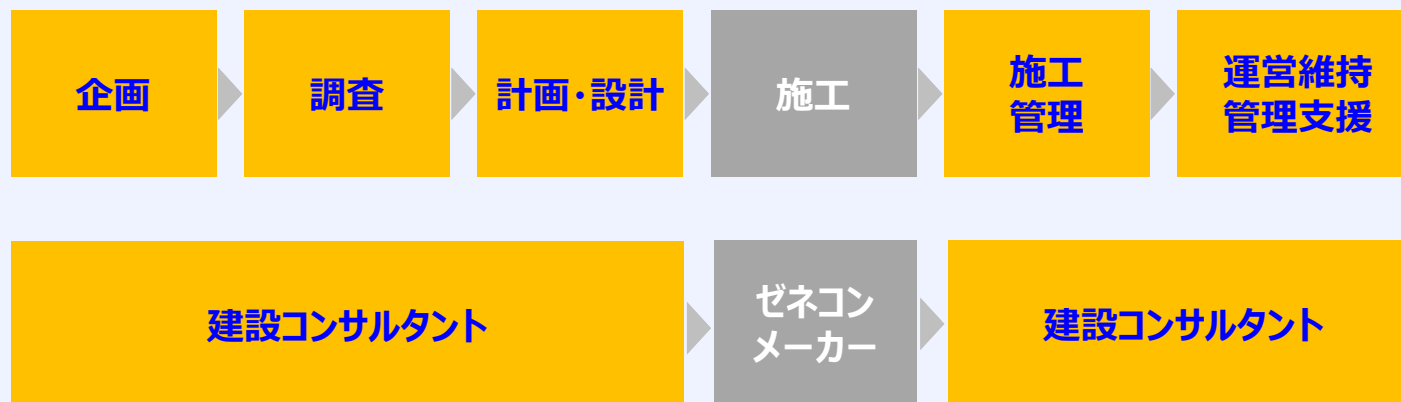 企画
調査
計画・設計
施工
施工
管理
運営維持
管理支援
建設コンサルタント
ゼネコン
メーカー
建設コンサルタント